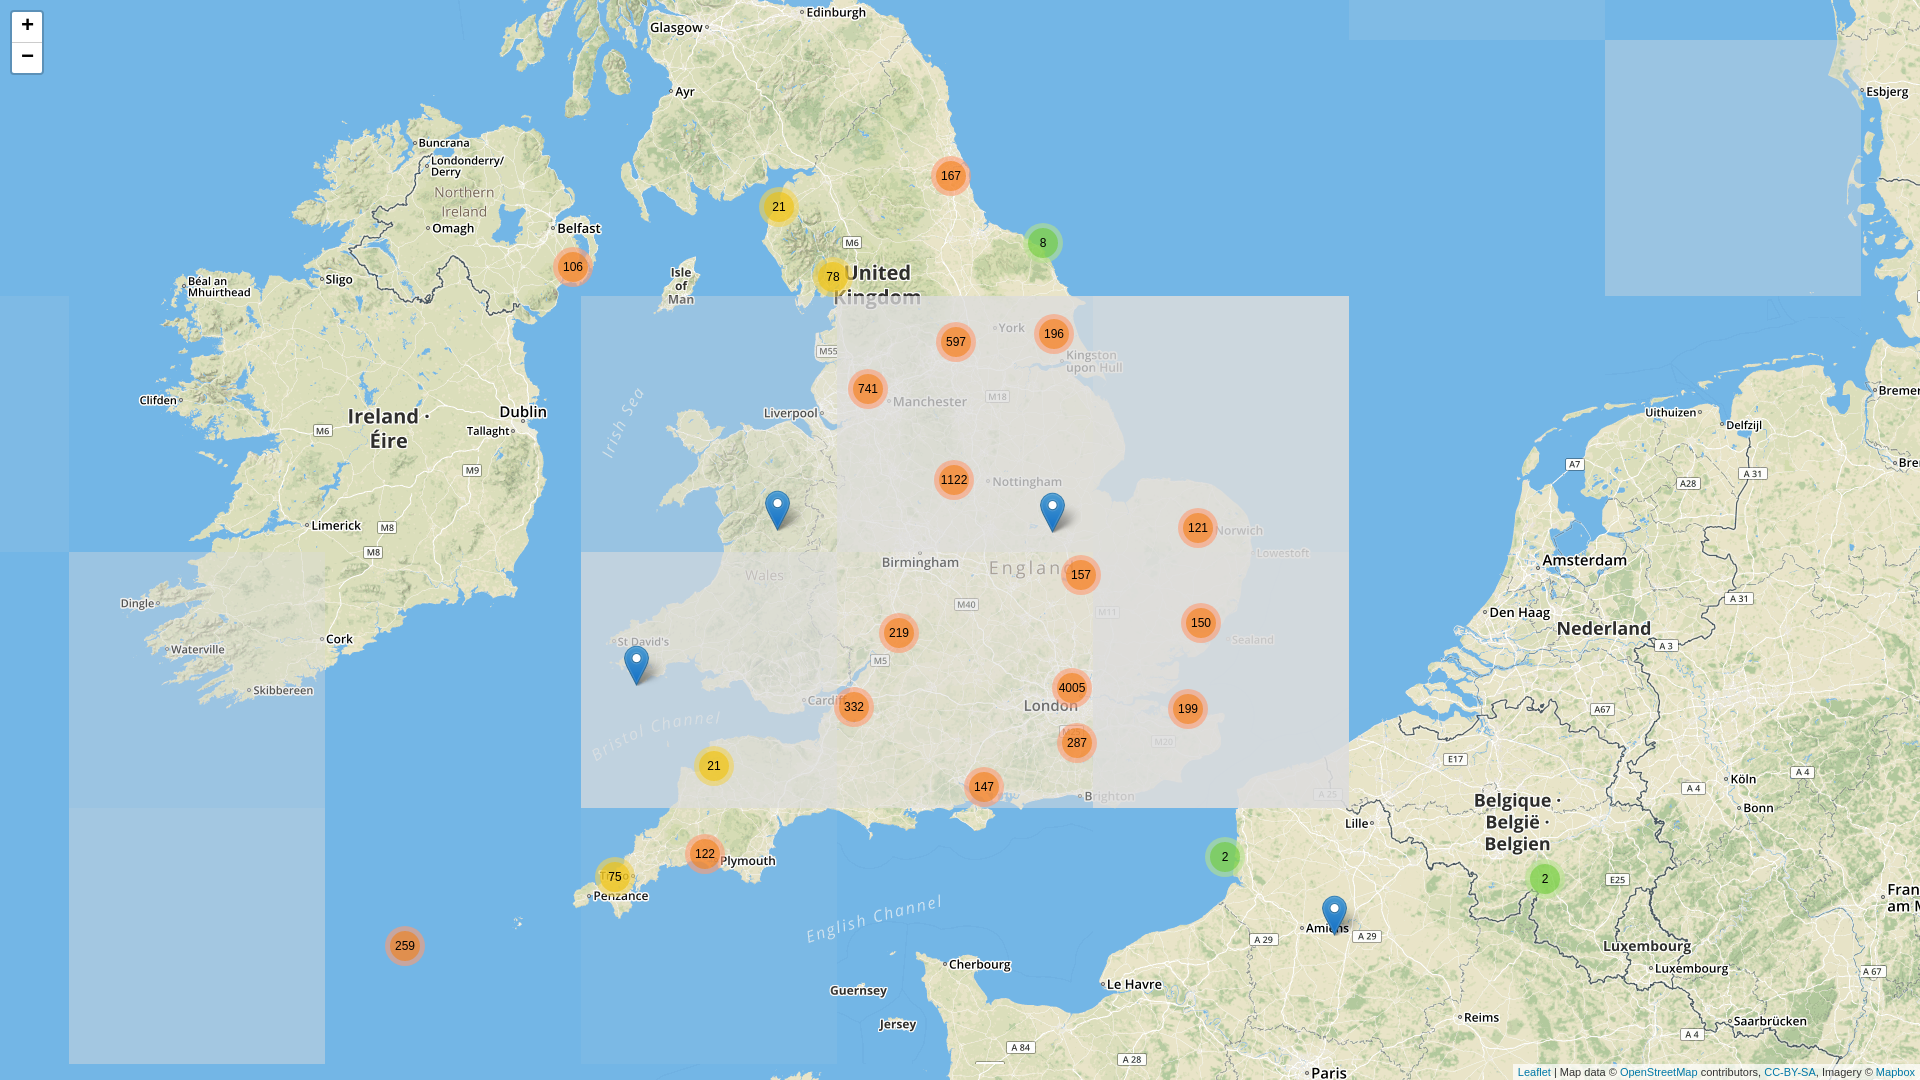 +
−
Edinburgh
Glasgow
Ayr
Esbjerg
Buncrana
Londonderry/
Derry
Northern
Ireland
Omagh
Belfast
167
21
8
106
M6
78
United
Kingdom
Isle
of
Man
Sligo
Béal an
Mhuirthead
York
196
597
Kingston
upon Hull
M55
741
Manchester
M18
Liverpool
Irish Sea
Clifden
Dublin
Ireland ·
Éire
Tallaght
M6
M9
Uithuizen
Delfzijl
Bremer
A7
A 31
A28
Bre
1122
Nottingham
121
Norwich
Lowestoft
Limerick
M8
M8
Birmingham
Englan
157
Wales
Amsterdam
Dingle
M40
M11
A 31
Den Haag
Nederland
150
Sealand
219
Cork
St David's
Waterville
M5
A 3
Skibbereen
4005
Cardiff
332
London
199
A67
Bristol Channel
287
M20
E17
21
147
Brighton
A 25
Köln
A 4
A 4
Bonn
Belgique ·
België ·
Belgien
Lille
122
Plymouth
2
75
Penzance
2
E25
Fran
am M
English Channel
Amiens
A 29
A 29
259
Luxembourg
Luxembourg
Cherbourg
A 67
Le Havre
Guernsey
Jersey
Reims
Saarbrücken
A 4
A 84
A 28
Paris
Leaflet | Map data © OpenStreetMap contributors, CC-BY-SA, Imagery © Mapbox